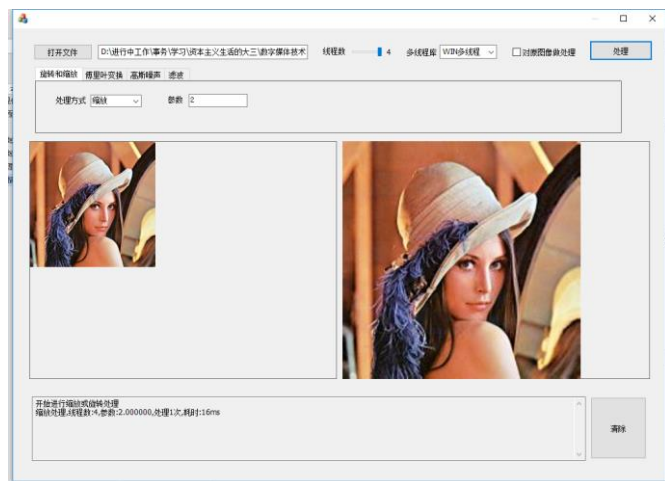 打开文件 D:\进行中工作\事务\学习\资本主义生活的大三\数字媒体技术 线程数 4 多线程库 WIN多线程 对原图像做处理 处理
旋转和缩放 傅里叶变换 高斯噪声 滤波
处理方式 缩放 参数 2
开始进行缩放或旋转处理
缩放处理,线程数:4,参数:2.000000,处理1次,耗时:16ms
清除